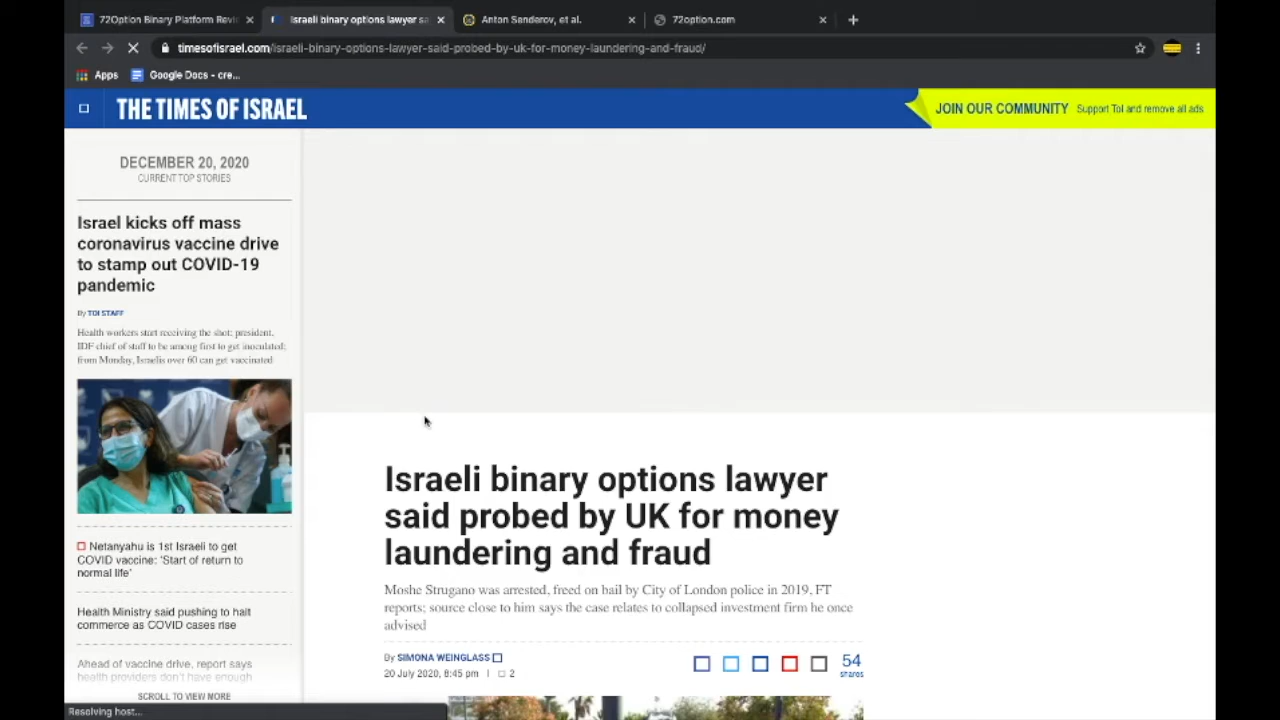 72Option Binary Platform Revi
Israeli binary options lawyer sa
Anton Senderov, et al.
72option.com
timesofisrael.com/israeli-binary-options-lawyer-said-probed-by-uk-for-money-laundering-and-fraud/
Apps
Google Docs - cre...
THE TIMES OF ISRAEL
JOIN OUR COMMUNITY Support ToI and remove all ads
DECEMBER 20, 2020
CURRENT TOP STORIES
Israel kicks off mass
coronavirus vaccine drive
to stamp out COVID-19
pandemic
By TOI STAFF
Health workers start receiving the shot; president,
IDF chief of staff to be among first to get inoculated;
from Monday, Israelis over 60 can get vaccinated
Netanyahu is 1st Israeli to get
COVID vaccine: 'Start of return to
normal life'
Health Ministry said pushing to halt
commerce as COVID cases rise
Ahead of vaccine drive, report says
health providers don't have enough
SCROLL TO VIEW MORE
Israeli binary options lawyer
said probed by UK for money
laundering and fraud
Moshe Strugano was arrested, freed on bail by City of London police in 2019, FT
reports; source close to him says the case relates to collapsed investment firm he once
advised
By SIMONA WEINGLASS
20 July 2020, 8:45 pm | 2
54
shares
Resolving host...